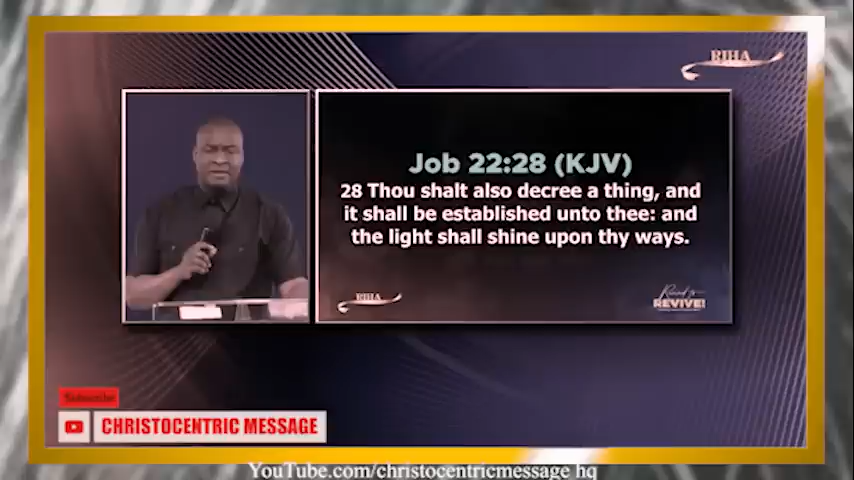 RIHA
Job 22:28 (KJV)
28 Thou shalt also decree a thing, and
it shall be established unto thee: and
the light shall shine upon thy ways.
RIHA
REVIVE!
Subscribe
CHRISTOCENTRIC MESSAGE
YouTube.com/christocentricmessage hq